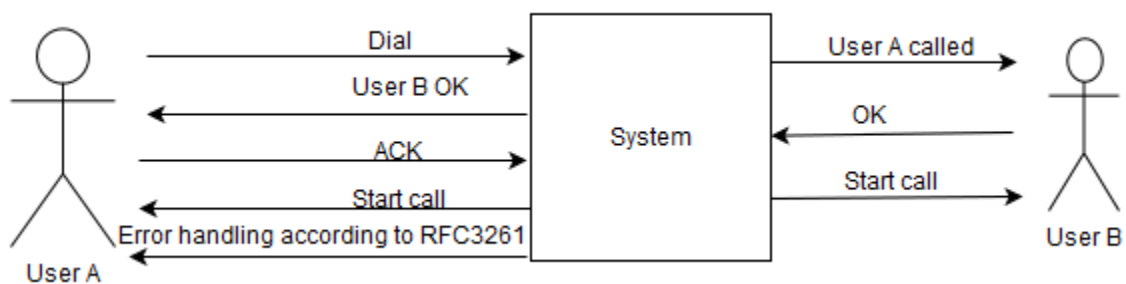 Dial
User A called
User B OK
OK
System
ACK
Start call
Start call
Error handling according to RFC3261
User B
User A